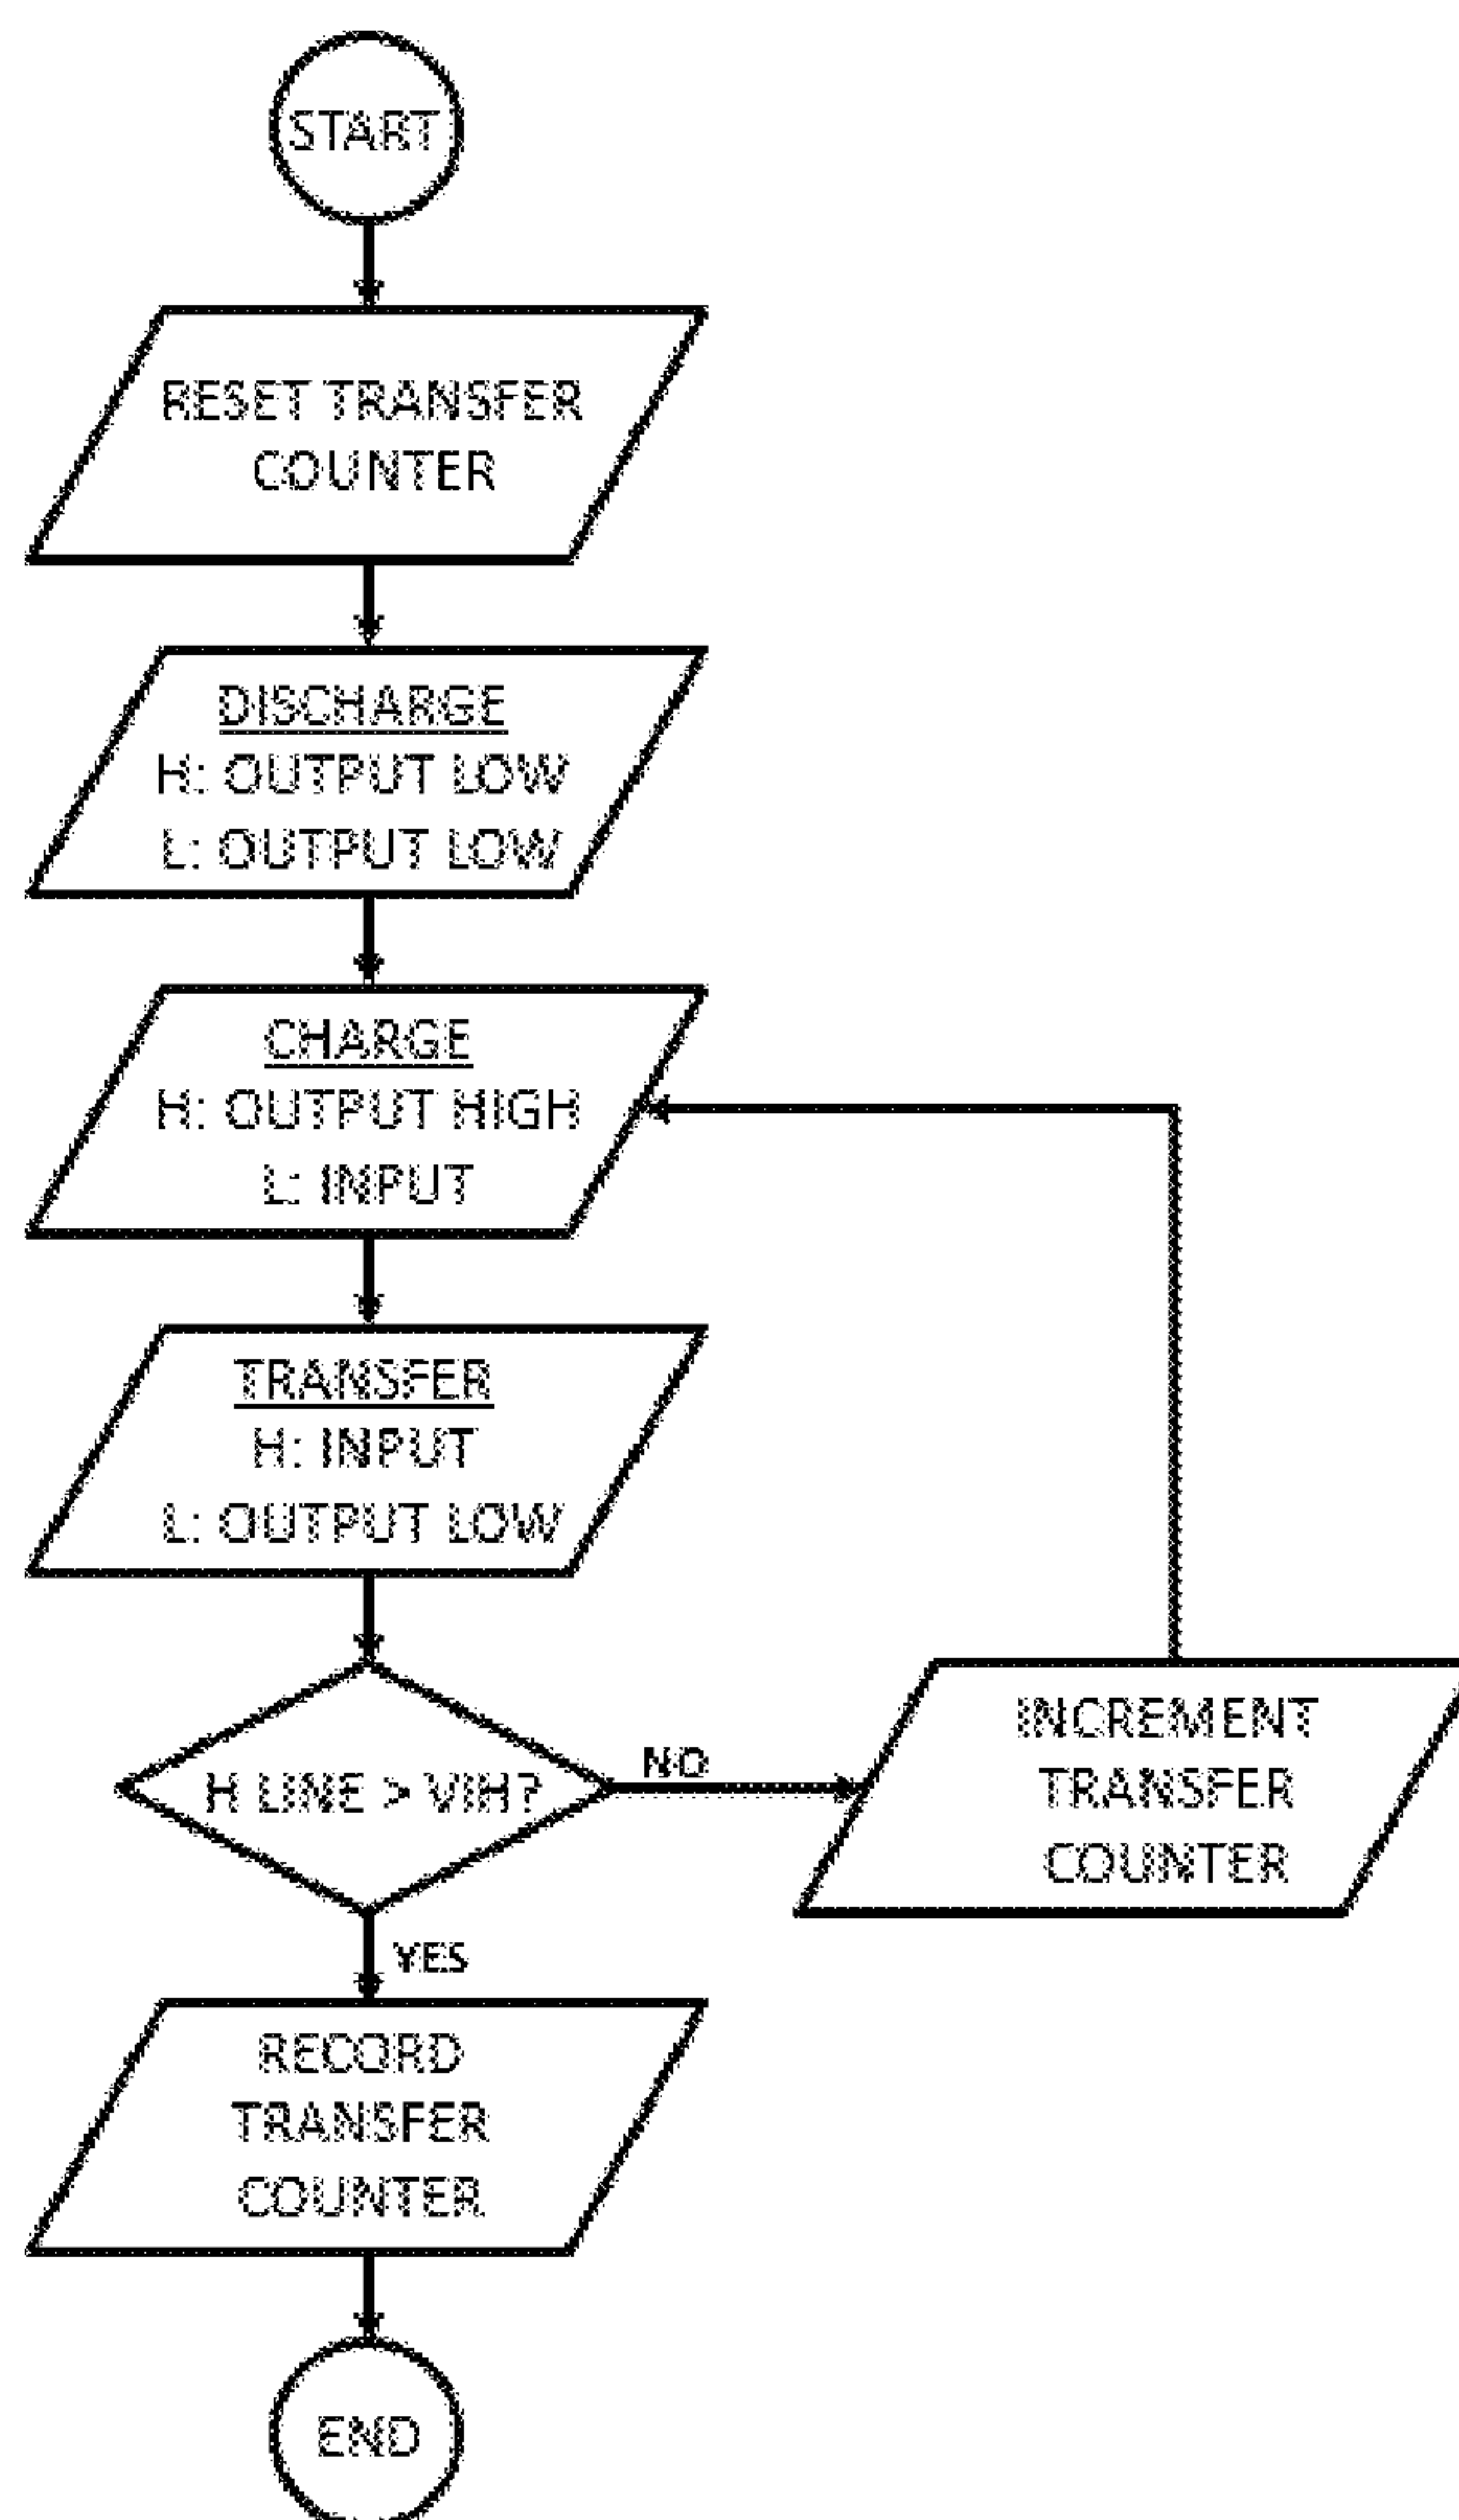 START
RESET TRANSFER
COUNTER
DISCHARGE
H: OUTPUT LOW
L: OUTPUT LOW
CHARGE
H: OUTPUT HIGH
L: INPUT
TRANSFER
H: INPUT
L: OUTPUT LOW
H LINE > VIH?
NO
INCREMENT
TRANSFER
COUNTER
YES
RECORD
TRANSFER
COUNTER
END